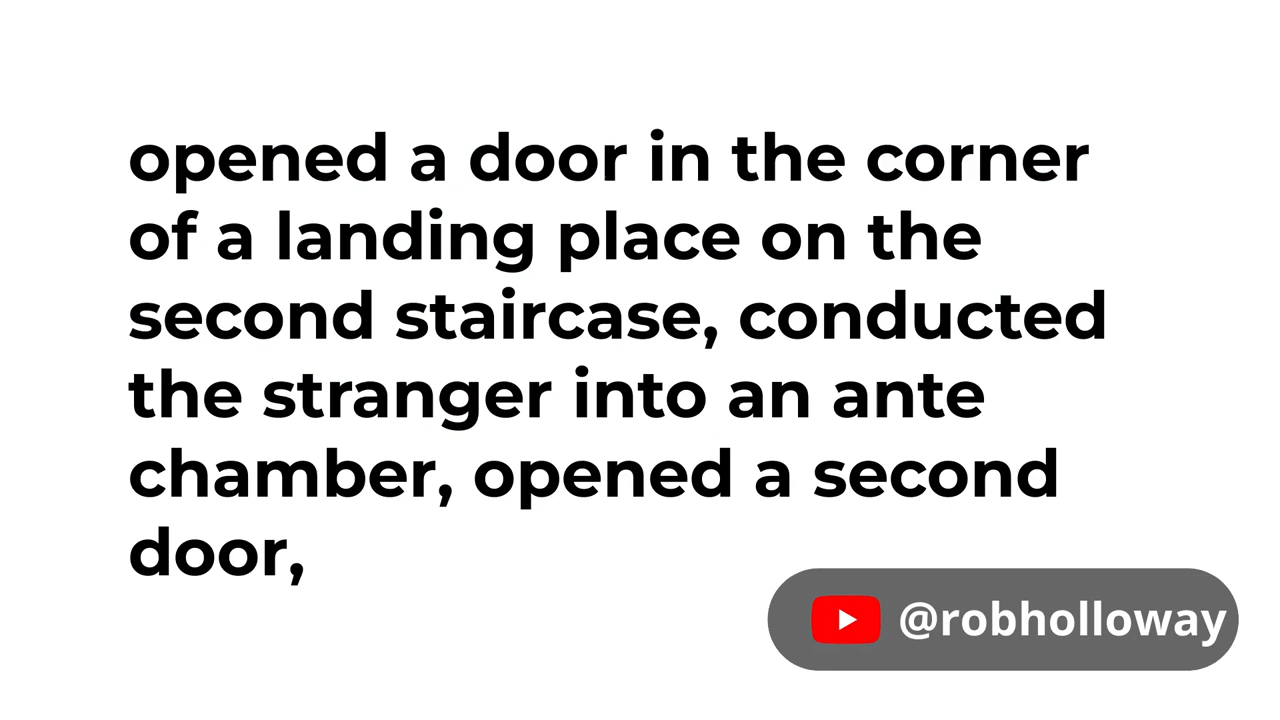 opened a door in the corner
of a landing place on the
second staircase, conducted
the stranger into an ante
chamber, opened a second
door,
@robholloway